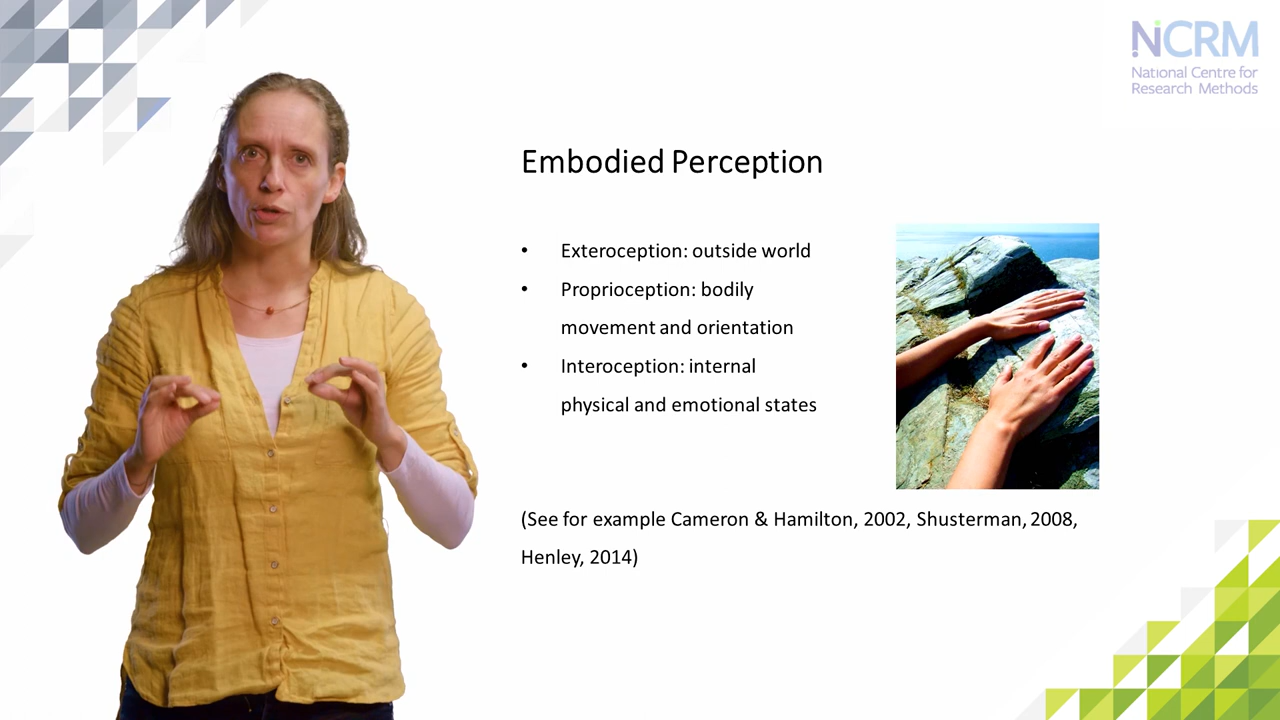 NCRM
National Centre for
Research Methods
Embodied Perception
• Exteroception: outside world
• Proprioception: bodily
movement and orientation
• Interoception: internal
physical and emotional states
(See for example Cameron & Hamilton, 2002, Shusterman, 2008,
Henley, 2014)